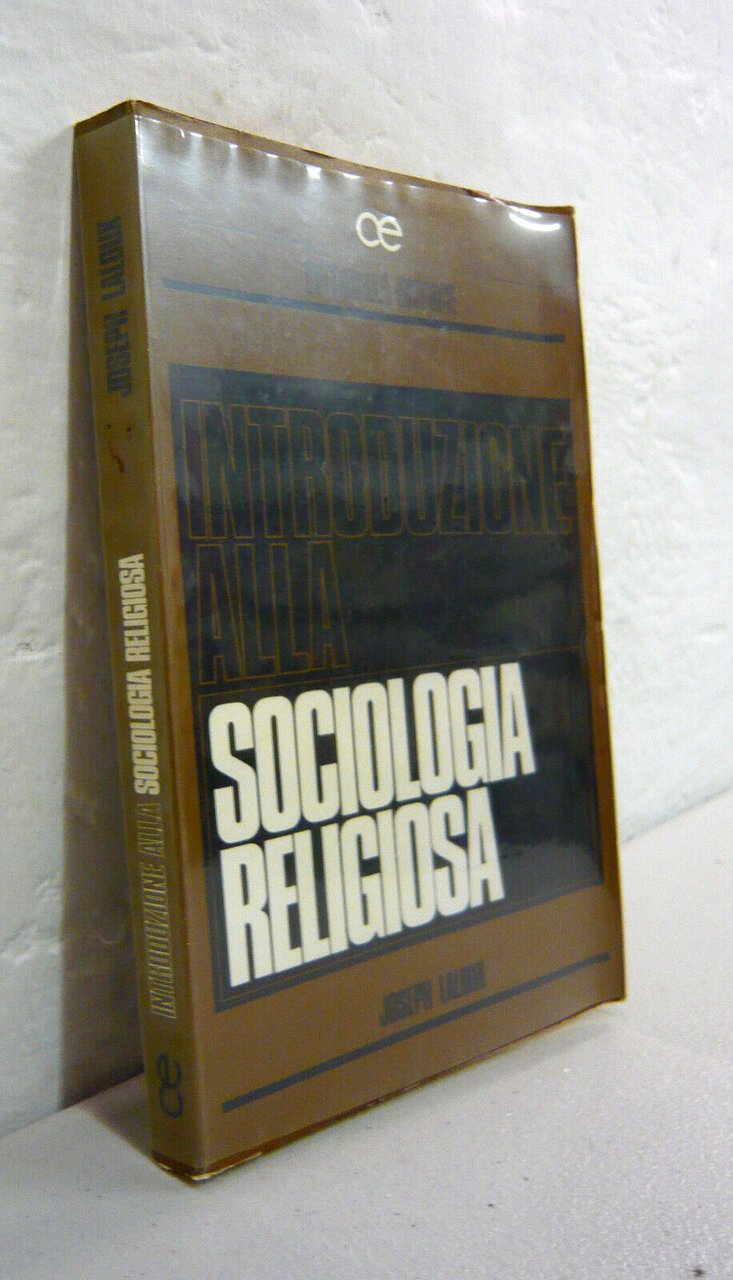 œ
INTRODUZIONE
ALLA
SOCIOLOGIA
RELIGIOSA
JOSEPH LALOUX
JOSEPH LALOUX
INTRODUZIONE ALLA SOCIOLOGIA RELIGIOSA
œ